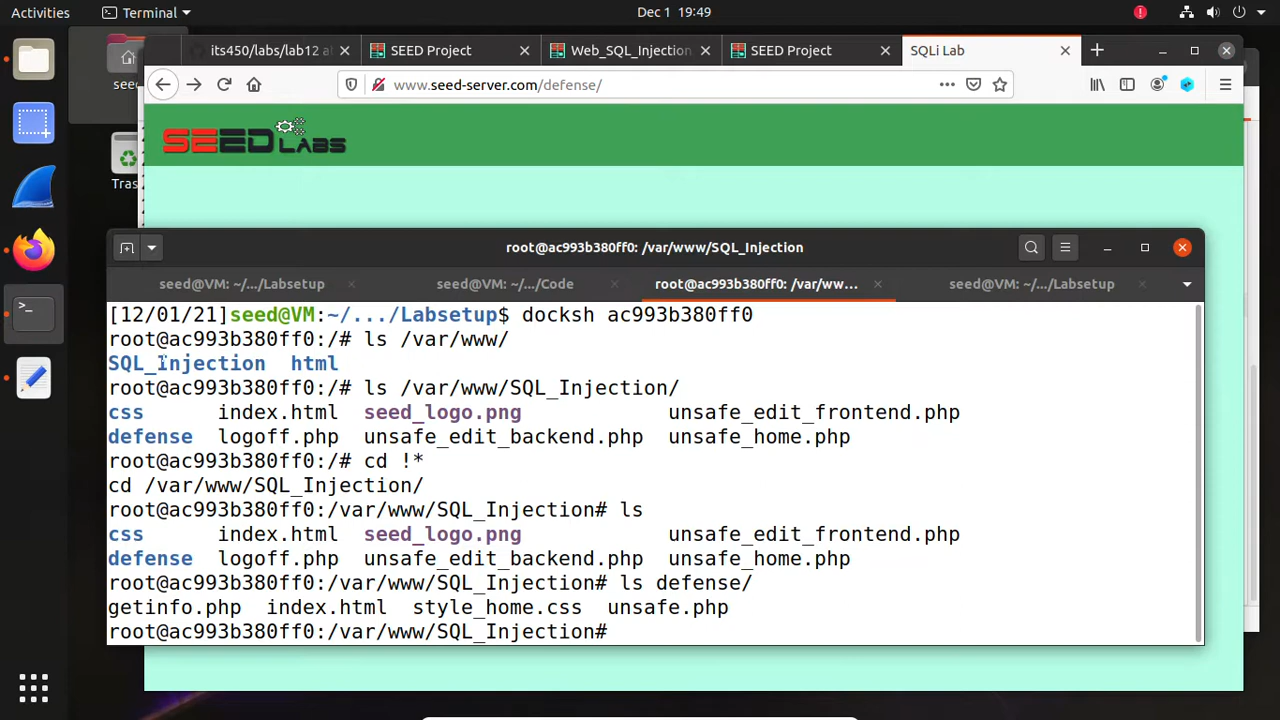 Activities
Terminal
Dec 1 19:49
its450/labs/lab12 a
SEED Project
Web_SQL_Injection
SEED Project
SQLi Lab
www.seed-server.com/defense/
SEED LABS
seed
Tras
root@ac993b380ff0: /var/www/SQL_Injection
seed@VM: ~/.../Labsetup
seed@VM: ~/.../Code
root@ac993b380ff0: /var/ww...
seed@VM: ~/.../Labsetup
[12/01/21]seed@VM:~/.../Labsetup$ docksh ac993b380ff0
root@ac993b380ff0:/# ls /var/www/
SQL_Injection  html
root@ac993b380ff0:/# ls /var/www/SQL_Injection/
css      index.html  seed_logo.png            unsafe_edit_frontend.php
defense  logoff.php  unsafe_edit_backend.php  unsafe_home.php
root@ac993b380ff0:/# cd !*
cd /var/www/SQL_Injection/
root@ac993b380ff0:/var/www/SQL_Injection# ls
css      index.html  seed_logo.png            unsafe_edit_frontend.php
defense  logoff.php  unsafe_edit_backend.php  unsafe_home.php
root@ac993b380ff0:/var/www/SQL_Injection# ls defense/
getinfo.php  index.html  style_home.css  unsafe.php
root@ac993b380ff0:/var/www/SQL_Injection#